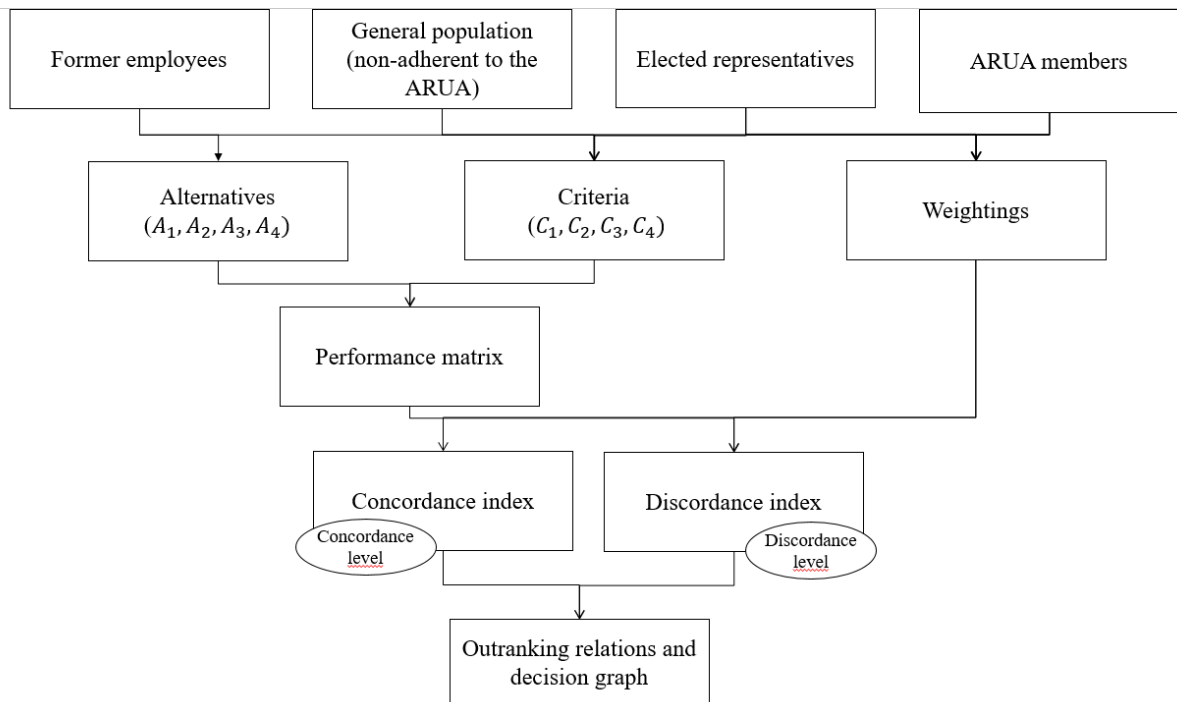 Former employees
General population
(non-adherent to the
ARUA)
Elected representatives
ARUA members
Alternatives
(𝐴₁, 𝐴₂, 𝐴₃, 𝐴₄)
Criteria
(𝐶₁, 𝐶₂, 𝐶₃, 𝐶₄)
Weightings
Performance matrix
Concordance index
Discordance index
Concordance
level
Discordance
level
Outranking relations and
decision graph